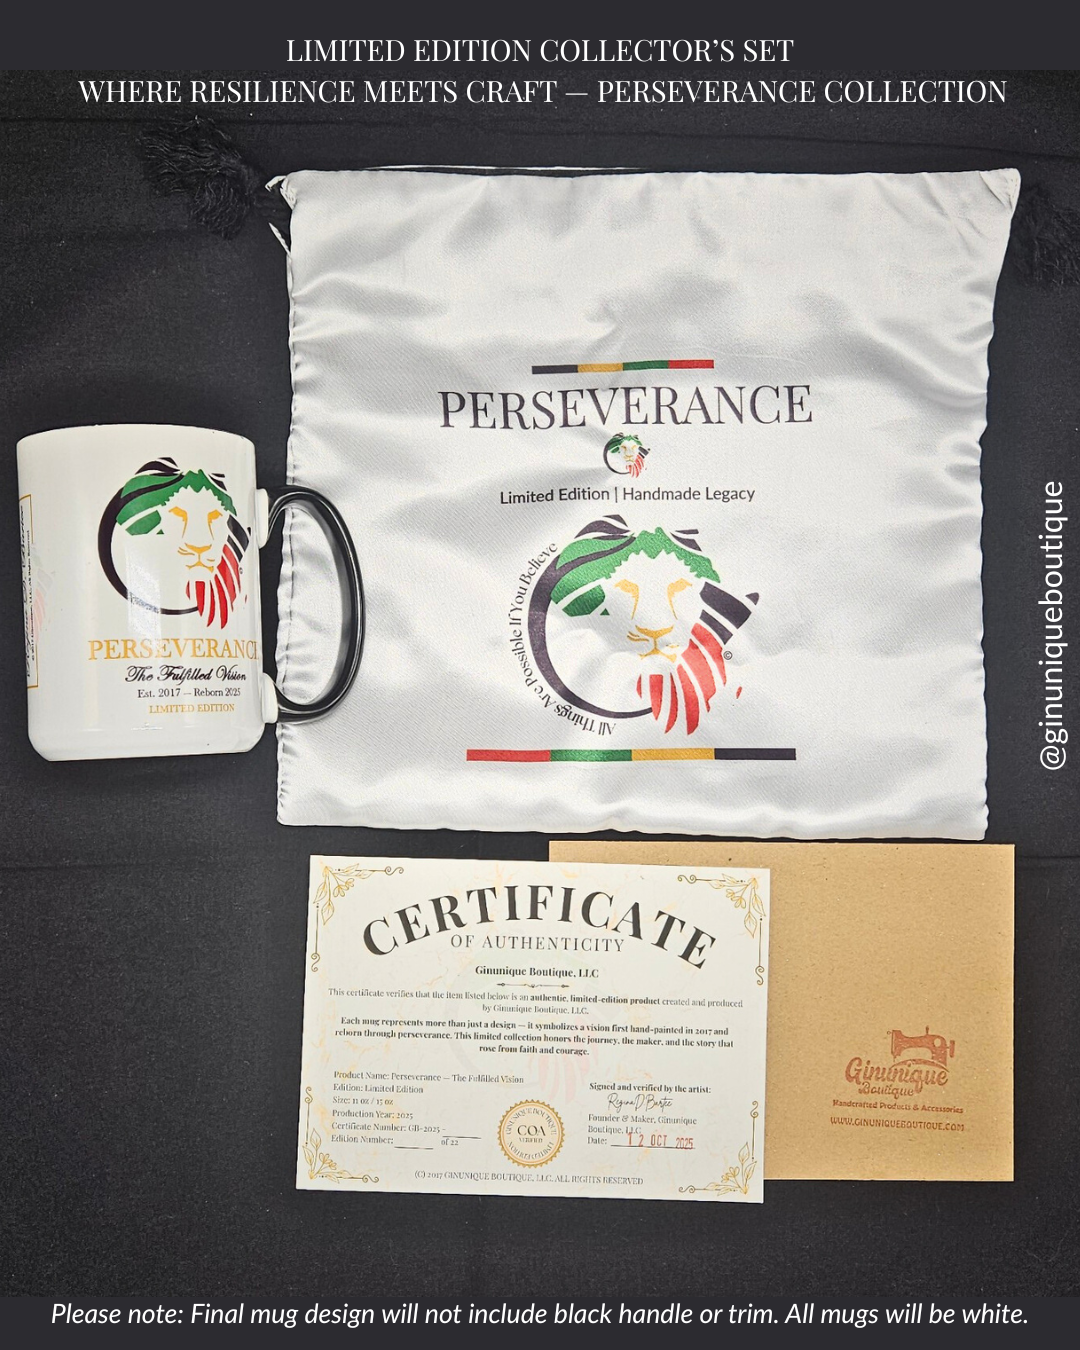 LIMITED EDITION COLLECTOR'S SET
WHERE RESILIENCE MEETS CRAFT — PERSEVERANCE COLLECTION
PERSEVERANCE
Limited Edition | Handmade Legacy
All Things Are Possible If You Believe
©
PERSEVERANCE
The Fulfilled Vision
Est. 2017 — Reborn 2025
LIMITED EDITION
@ginuniqueboutique
CERTIFICATE
OF AUTHENTICITY
Ginunique Boutique, LLC
This certificate verifies that the item listed below is an authentic, limited-edition product created and produced
by Ginunique Boutique, LLC.
Each mug represents more than just a design — it symbolizes a vision first hand-painted in 2017 and
reborn through perseverance. This limited collection honors the journey, the maker, and the story that
rose from faith and courage.
Product Name: Perseverance — The Fulfilled Vision
Edition: Limited Edition
Size: 11 oz / 15 oz
Production Year: 2025
Certificate Number: GB-2025 -
Edition Number: of 22
GINUNIQUE BOUTIQUE
COA
VERIFIED
Signed and verified by the artist:
Founder & Maker, Ginunique
Boutique, LLC
Date: 12 OCT 2025
(C) 2017 GINUNIQUE BOUTIQUE, LLC. ALL RIGHTS RESERVED
Ginunique
Boutique
Handcrafted Products & Accessories
WWW.GINUNIQUEBOUTIQUE.COM
Please note: Final mug design will not include black handle or trim. All mugs will be white.